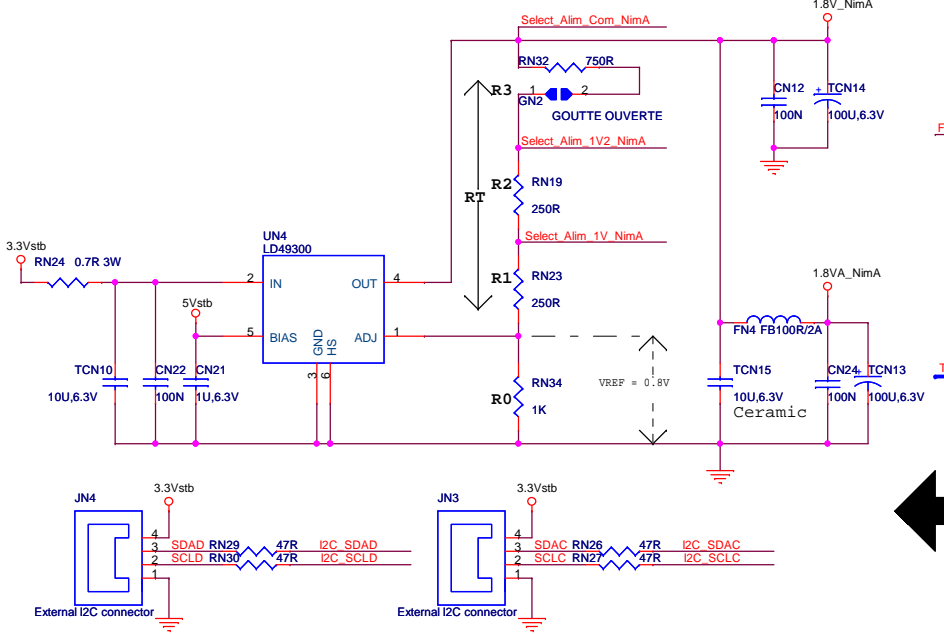 1.8V_NimA
Select_Alim_Com_NimA
RN32 750R
R3 1 2
GN2
GOUTTE OUVERTE
CN12
100N
+ TCN14
100U,6.3V
Select_Alim_1V2_NimA
R2 RN19
250R
RT
Select_Alim_1V_NimA
R1 RN23
250R
UN4
LD49300
3.3Vstb
RN24 0.7R 3W
2 IN OUT 4
5Vstb
5 BIAS ADJ 1
GND
HS
3 6
1.8VA_NimA
FN4 FB100R/2A
TCN10
10U,6.3V
CN22
100N
CN21
1U,6.3V
R0 RN34
1K
VREF = 0.8V
TCN15
10U,6.3V
Ceramic
CN24
100N
+ TCN13
100U,6.3V
JN4
3.3Vstb
4
3 SDAD RN29 47R I2C_SDAD
2 SCLD RN30 47R I2C_SCLD
1
External I2C connector
JN3
3.3Vstb
4
3 SDAC RN26 47R I2C_SDAC
2 SCLC RN27 47R I2C_SCLC
1
External I2C connector